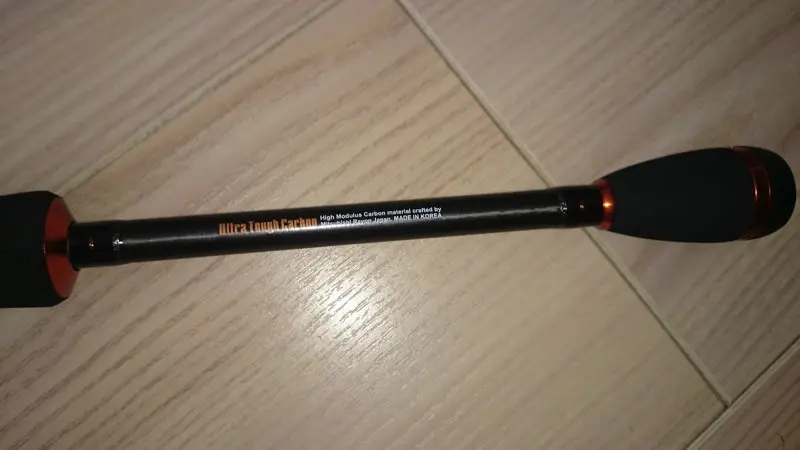 Ultra Tough Carbon
High Modulus Carbon material crafted by
Mitsubishi Rayon Japan. MADE IN KOREA